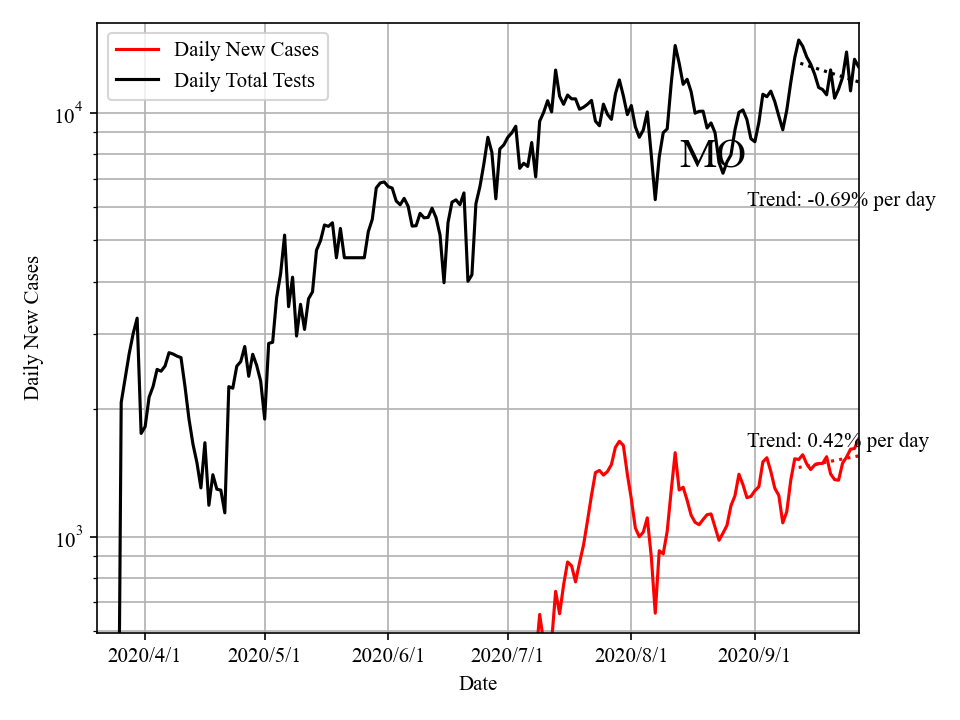 Daily New Cases
Daily Total Tests
10^4
MO
Trend: -0.69% per day
Daily New Cases
Trend: 0.42% per day
10^3
2020/4/1 2020/5/1 2020/6/1 2020/7/1 2020/8/1 2020/9/1
Date